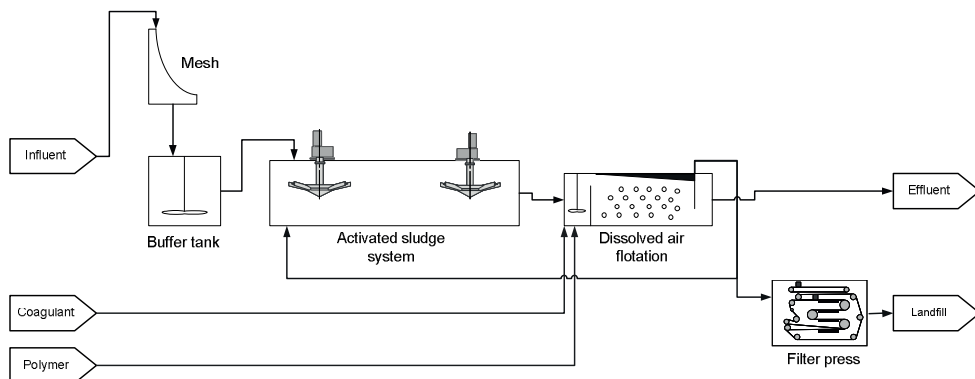 Mesh
Influent
Buffer tank
Activated sludge
system
Dissolved air
flotation
Effluent
Coagulant
Landfill
Polymer
Filter press